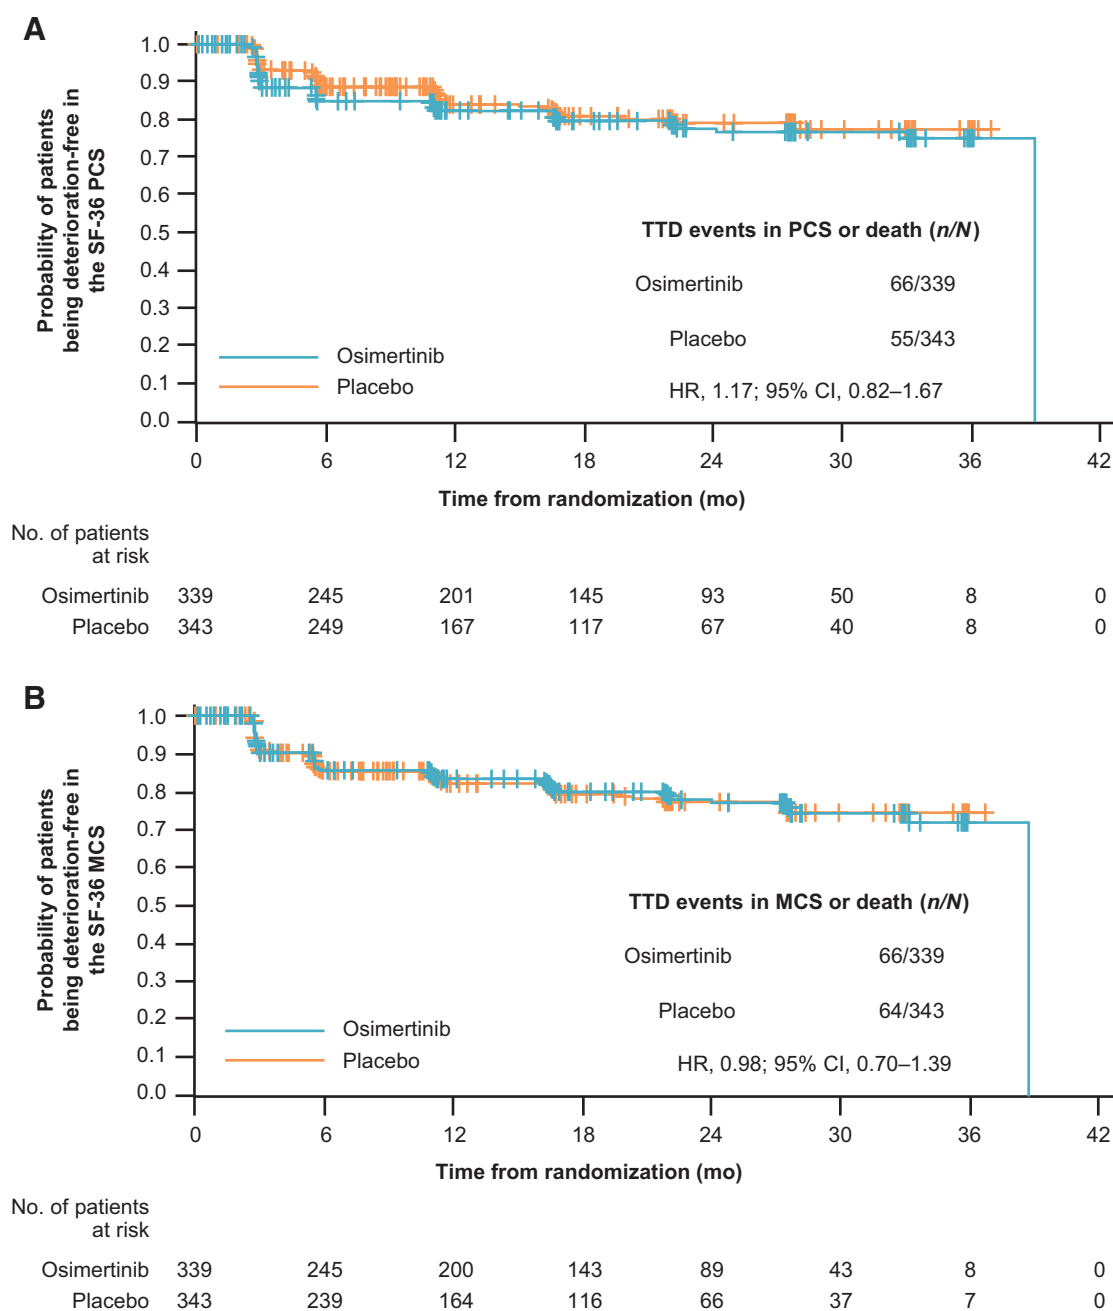 A
Probability of patients
being deterioration-free in
the SF-36 PCS
1.0
0.9
0.8
0.7
0.6
0.5
0.4
0.3
0.2
0.1
0.0
TTD events in PCS or death (n/N)
Osimertinib 66/339
Placebo 55/343
HR, 1.17; 95% CI, 0.82–1.67
Osimertinib
Placebo
0 6 12 18 24 30 36 42
Time from randomization (mo)
No. of patients
at risk
Osimertinib 339 245 201 145 93 50 8 0
Placebo 343 249 167 117 67 40 8 0
B
Probability of patients
being deterioration-free in
the SF-36 MCS
1.0
0.9
0.8
0.7
0.6
0.5
0.4
0.3
0.2
0.1
0.0
TTD events in MCS or death (n/N)
Osimertinib 66/339
Placebo 64/343
HR, 0.98; 95% CI, 0.70–1.39
Osimertinib
Placebo
0 6 12 18 24 30 36 42
Time from randomization (mo)
No. of patients
at risk
Osimertinib 339 245 200 143 89 43 8 0
Placebo 343 239 164 116 66 37 7 0